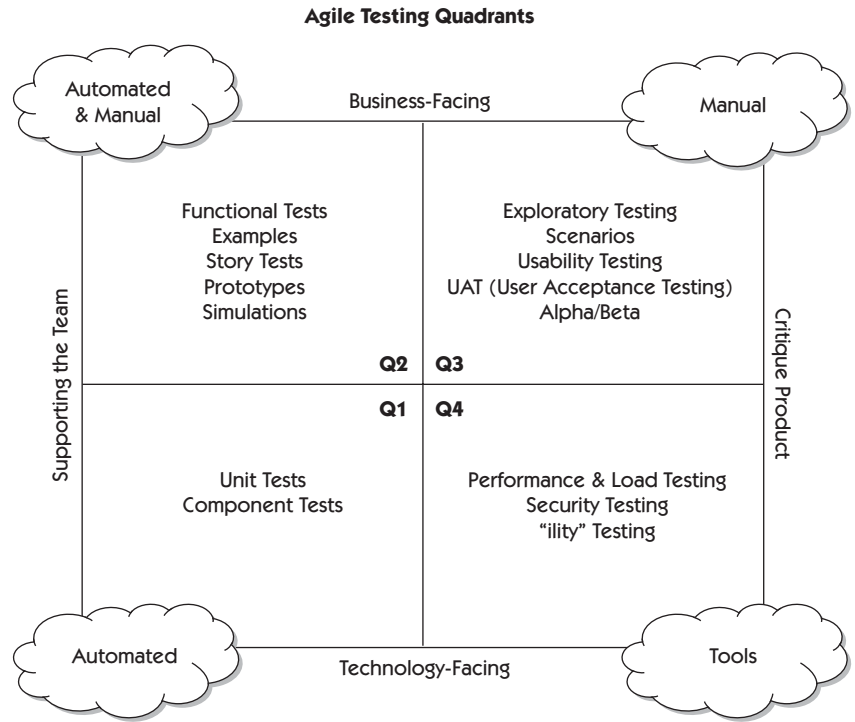 Agile Testing Quadrants
Automated
& Manual
Business-Facing
Manual
Functional Tests
Examples
Story Tests
Prototypes
Simulations
Exploratory Testing
Scenarios
Usability Testing
UAT (User Acceptance Testing)
Alpha/Beta
Supporting the Team
Critique Product
Q2
Q3
Q1
Q4
Unit Tests
Component Tests
Performance & Load Testing
Security Testing
“ility” Testing
Automated
Technology-Facing
Tools